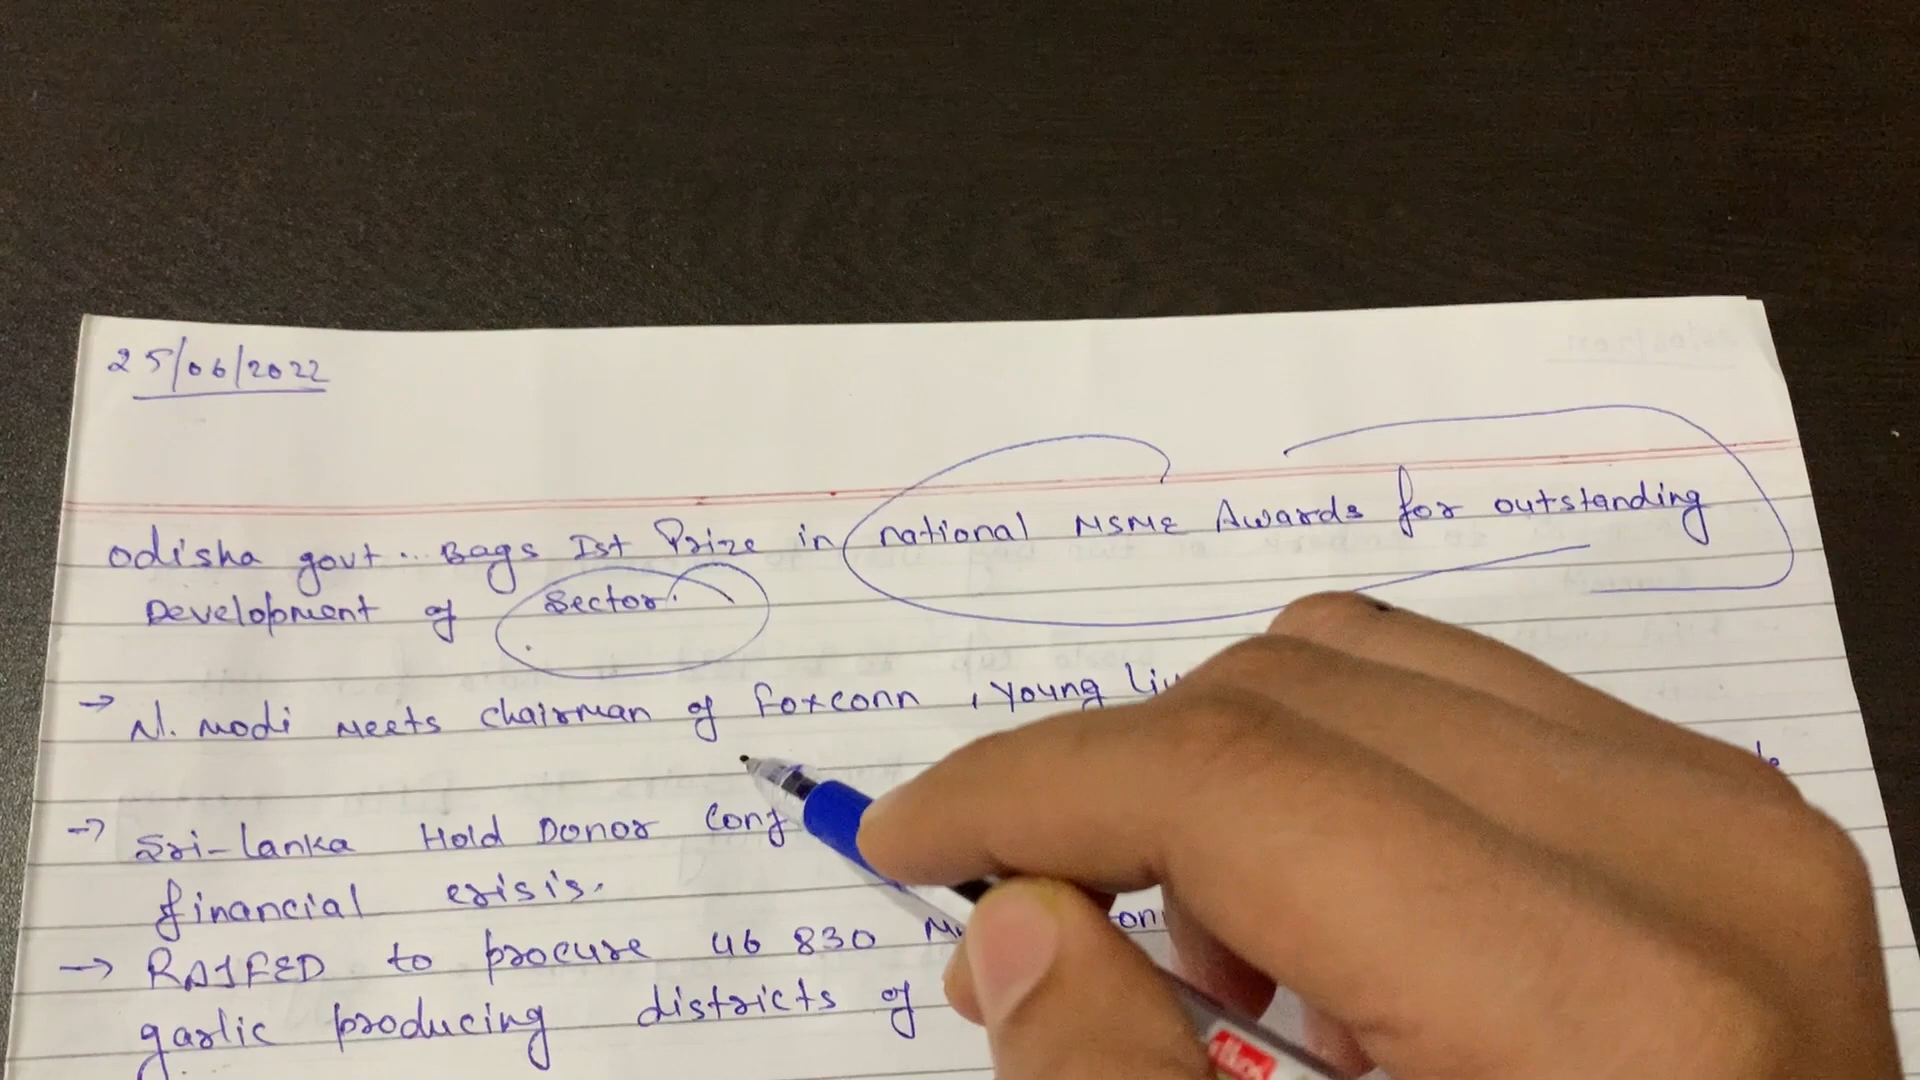 25/06/2022
Odisha govt.. Bags Ist Prize in national MSME Awards for outstanding
Development of Sector.
→ N. Modi Meets chairman of Foxconn, Young
→ Sri-lanka Hold Donor
financial crisis.
→ RAJFED to procure 46 830
garlic producing districts of